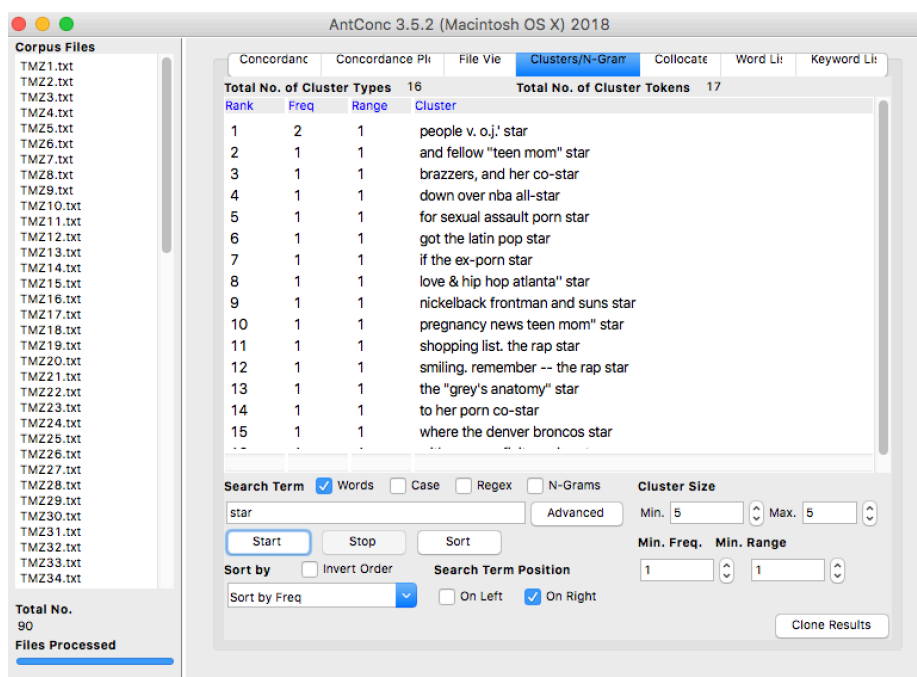 AntConc 3.5.2 (Macintosh OS X) 2018
Corpus Files
TMZ1.txt
TMZ2.txt
TMZ3.txt
TMZ4.txt
TMZ5.txt
TMZ6.txt
TMZ7.txt
TMZ8.txt
TMZ9.txt
TMZ10.txt
TMZ11.txt
TMZ12.txt
TMZ13.txt
TMZ14.txt
TMZ15.txt
TMZ16.txt
TMZ17.txt
TMZ18.txt
TMZ19.txt
TMZ20.txt
TMZ21.txt
TMZ22.txt
TMZ23.txt
TMZ24.txt
TMZ25.txt
TMZ26.txt
TMZ27.txt
TMZ28.txt
TMZ29.txt
TMZ30.txt
TMZ31.txt
TMZ32.txt
TMZ33.txt
TMZ34.txt
Total No.
90
Files Processed
Concordanc Concordance Plo File Vie Clusters/N-Gram Collocate Word Lis Keyword Lis
Total No. of Cluster Types 16 Total No. of Cluster Tokens 17
Rank Freq Range Cluster
1 2 1 people v. o.j.' star
2 1 1 and fellow "teen mom" star
3 1 1 brazzers, and her co-star
4 1 1 down over nba all-star
5 1 1 for sexual assault porn star
6 1 1 got the latin pop star
7 1 1 if the ex-porn star
8 1 1 love & hip hop atlanta" star
9 1 1 nickelback frontman and suns star
10 1 1 pregnancy news teen mom" star
11 1 1 shopping list. the rap star
12 1 1 smiling. remember -- the rap star
13 1 1 the "grey's anatomy" star
14 1 1 to her porn co-star
15 1 1 where the denver broncos star
Search Term Words Case Regex N-Grams Cluster Size
star Advanced Min. 5 Max. 5
Start Stop Sort Min. Freq. Min. Range
Sort by Invert Order Search Term Position 1 1
Sort by Freq On Left On Right
Clone Results